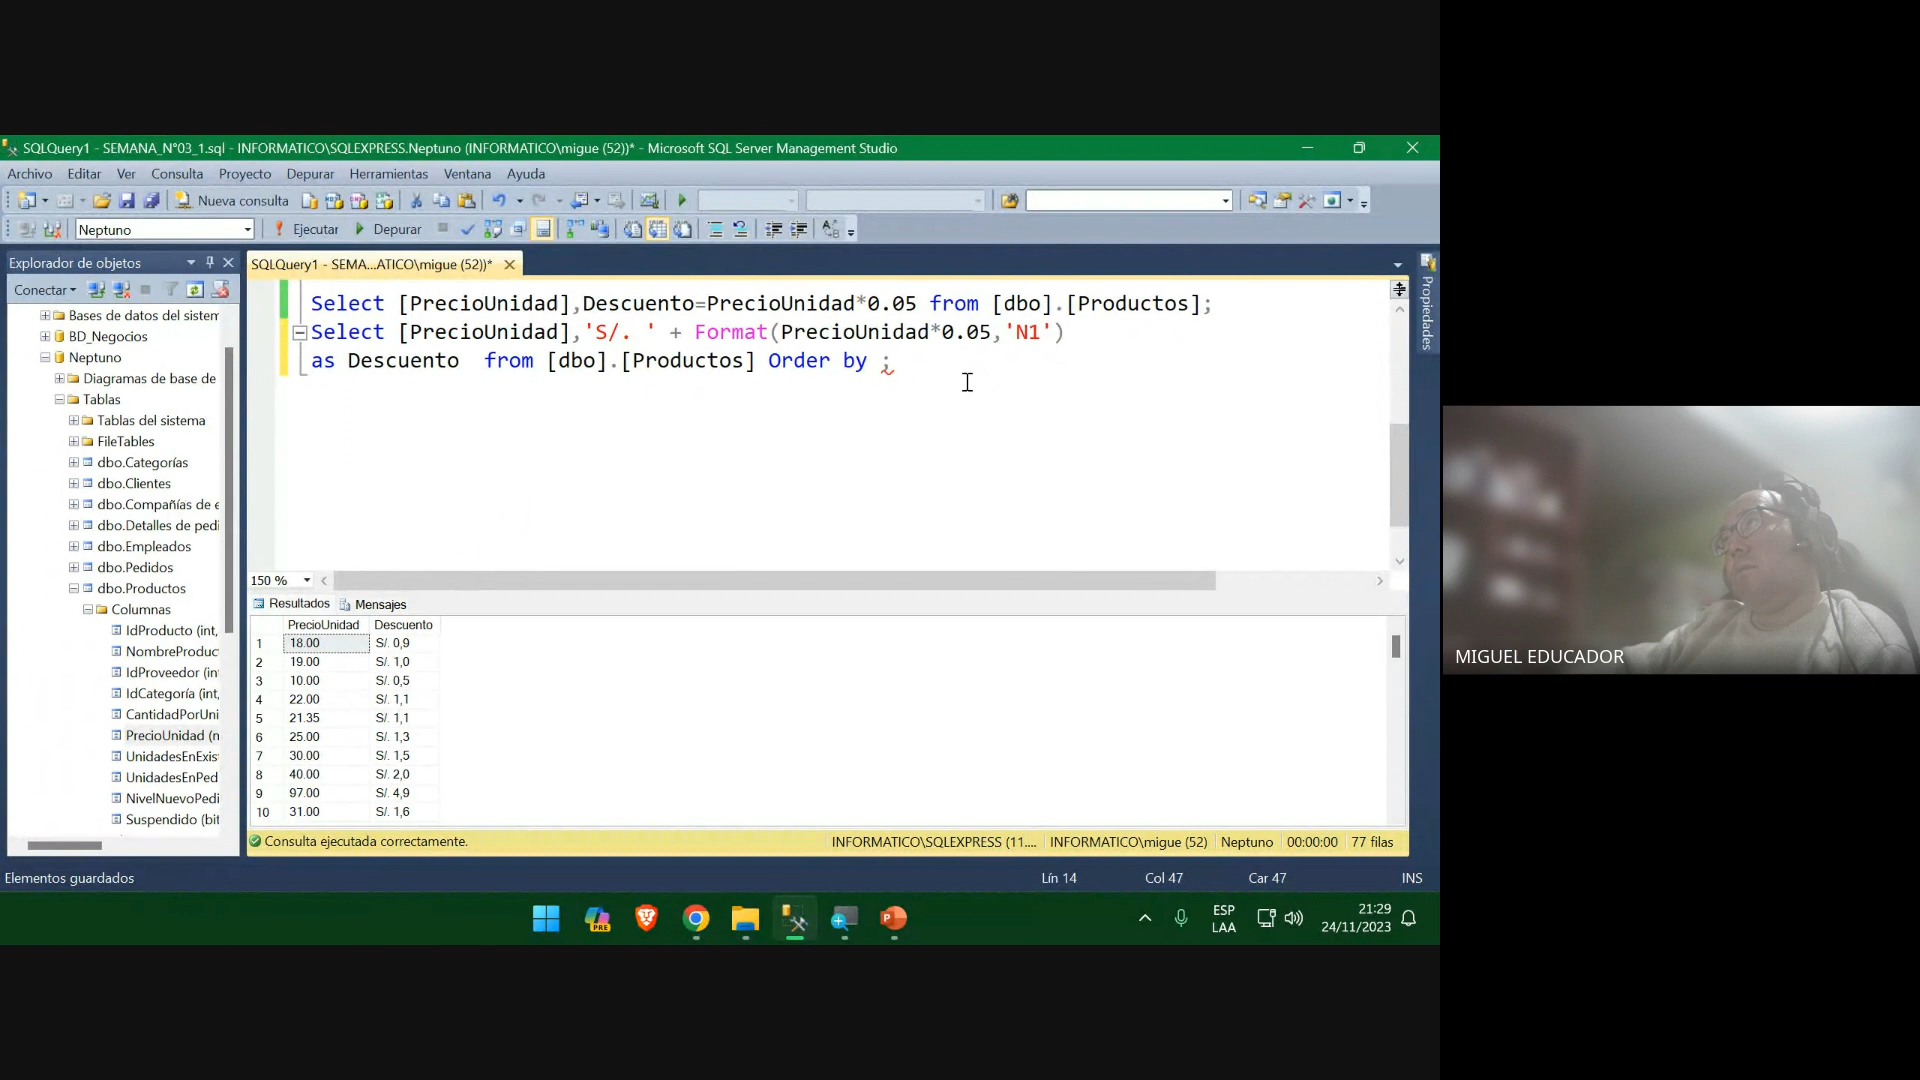 SQLQuery1 - SEMANA_N°03_1.sql - INFORMATICO\SQLEXPRESS.Neptuno (INFORMATICO\migue (52))* - Microsoft SQL Server Management Studio
Archivo Editar Ver Consulta Proyecto Depurar Herramientas Ventana Ayuda
Nueva consulta
Neptuno Ejecutar Depurar
Explorador de objetos
SQLQuery1 - SEMA...ATICO\migue (52))*
Conectar
Propiedades
Bases de datos del sistem
BD_Negocios
Neptuno
Diagramas de base de
Tablas
Tablas del sistema
FileTables
dbo.Categorías
dbo.Clientes
dbo.Compañías de e
dbo.Detalles de pedi
dbo.Empleados
dbo.Pedidos
dbo.Productos
Columnas
IdProducto (int,
NombreProduc
IdProveedor (in
IdCategoría (int,
CantidadPorUni
PrecioUnidad (n
UnidadesEnExis
UnidadesEnPed
NivelNuevoPedi
Suspendido (bit
Select [PrecioUnidad],Descuento=PrecioUnidad*0.05 from [dbo].[Productos];
Select [PrecioUnidad],'S/. ' + Format(PrecioUnidad*0.05,'N1')
as Descuento  from [dbo].[Productos] Order by ;
150 %
Resultados Mensajes
PrecioUnidad Descuento
1 18.00 S/. 0,9
2 19.00 S/. 1,0
3 10.00 S/. 0,5
4 22.00 S/. 1,1
5 21.35 S/. 1,1
6 25.00 S/. 1,3
7 30.00 S/. 1,5
8 40.00 S/. 2,0
9 97.00 S/. 4,9
10 31.00 S/. 1,6
Consulta ejecutada correctamente. INFORMATICO\SQLEXPRESS (11.... INFORMATICO\migue (52) Neptuno 00:00:00 77 filas
Elementos guardados Lín 14 Col 47 Car 47 INS
PRE
ESP
LAA
21:29
24/11/2023
MIGUEL EDUCADOR